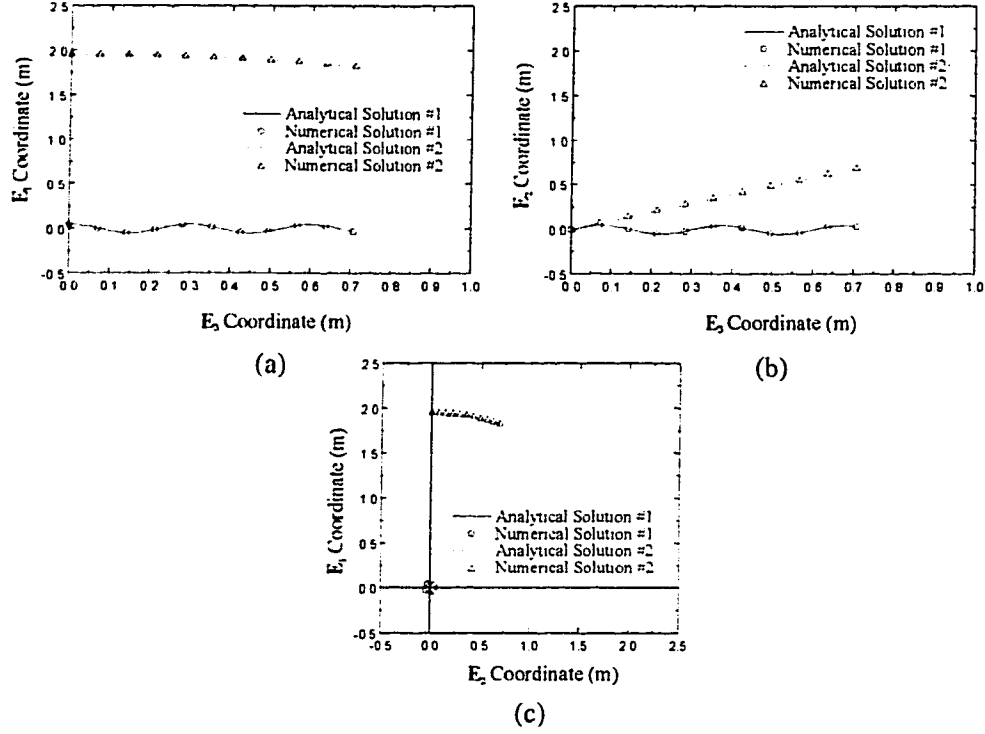 2 5
2 0
1 5
1 0
0.5
0.0
-0 5
0 0
0 1
0 2
0 3
0 4
0 5
0 6
0 7
0 8
0 9
1 0
E₁ Coordinate (m)
E₃ Coordinate (m)
Analytical Solution #1
Numerical Solution #1
Analytical Solution #2
Numerical Solution #2
(a)
2 5
2 0
1 5
1 0
0.5
0.0
-0 5
0 0
0 1
0 2
0 3
0 4
0 5
0 6
0 7
0 8
0 9
1 0
E₂ Coordinate (m)
E₃ Coordinate (m)
Analytical Solution #1
Numerical Solution #1
Analytical Solution #2
Numerical Solution #2
(b)
2 5
2 0
1 5
1 0
0 5
0.0
-0 5
-0 5
0 0
0 5
1.0
1 5
2 0
2.5
E₁ Coordinate (m)
E₂ Coordinate (m)
Analytical Solution #1
Numerical Solution #1
Analytical Solution #2
Numerical Solution #2
(c)